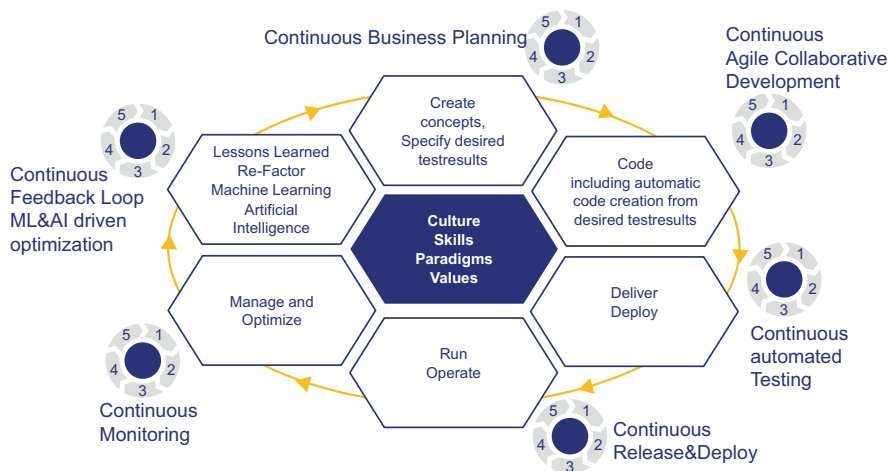 Continuous Business Planning
5
1
4
2
3
Continuous
Agile Collaborative
Development
5
1
4
2
3
Create
concepts,
Specify desired
testresults
5
1
4
2
3
Continuous
Feedback Loop
ML&AI driven
optimization
Lessons Learned
Re-Factor
Machine Learning
Artificial
Intelligence
Code
including automatic
code creation from
desired testresults
Culture
Skills
Paradigms
Values
5
1
4
2
3
Continuous
automated
Testing
Manage and
Optimize
Deliver
Deploy
5
1
4
2
3
Continuous
Monitoring
Run
Operate
5
1
4
2
3
Continuous
Release&Deploy